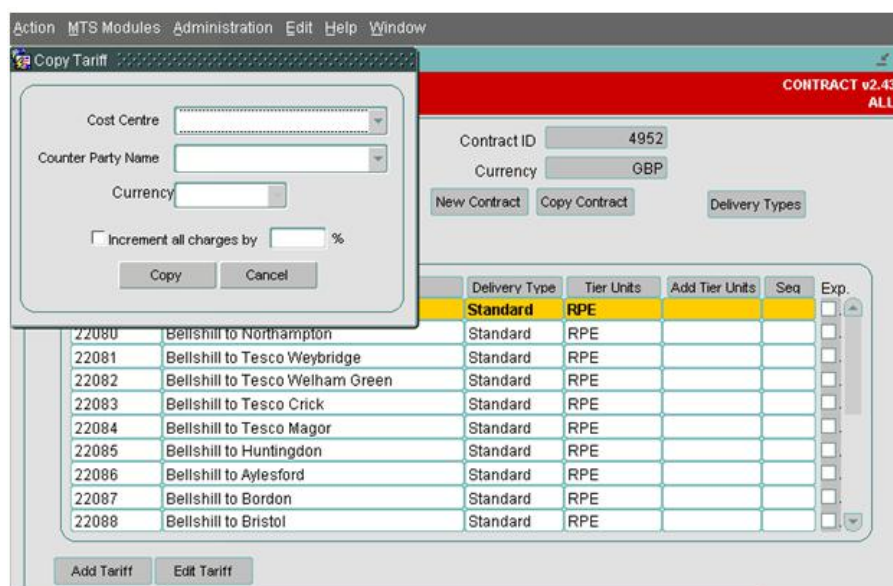 Action MTS Modules Administration Edit Help Window
Copy Tariff
CONTRACT v2.43
ALL
Cost Centre
Counter Party Name
Currency
Increment all charges by %
Copy Cancel
Contract ID 4952
Currency GBP
New Contract Copy Contract Delivery Types
Delivery Type Tier Units Add Tier Units Seq Exp.
Standard RPE
22080 Bellshill to Northampton Standard RPE
22081 Bellshill to Tesco Weybridge Standard RPE
22082 Bellshill to Tesco Welham Green Standard RPE
22083 Bellshill to Tesco Crick Standard RPE
22084 Bellshill to Tesco Magor Standard RPE
22085 Bellshill to Huntingdon Standard RPE
22086 Bellshill to Aylesford Standard RPE
22087 Bellshill to Bordon Standard RPE
22088 Bellshill to Bristol Standard RPE
Add Tariff Edit Tariff